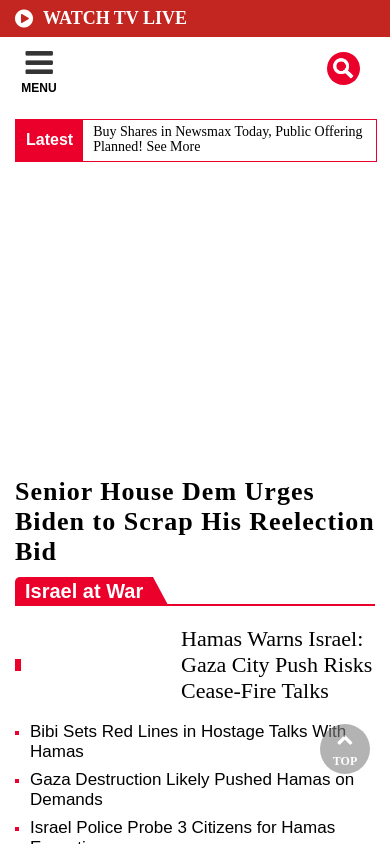 WATCH TV LIVE
MENU
Latest
Buy Shares in Newsmax Today, Public Offering
Planned! See More
Senior House Dem Urges
Biden to Scrap His Reelection
Bid
Israel at War
Hamas Warns Israel:
Gaza City Push Risks
Cease-Fire Talks
Bibi Sets Red Lines in Hostage Talks With
Hamas
Gaza Destruction Likely Pushed Hamas on
Demands
TOP
Israel Police Probe 3 Citizens for Hamas